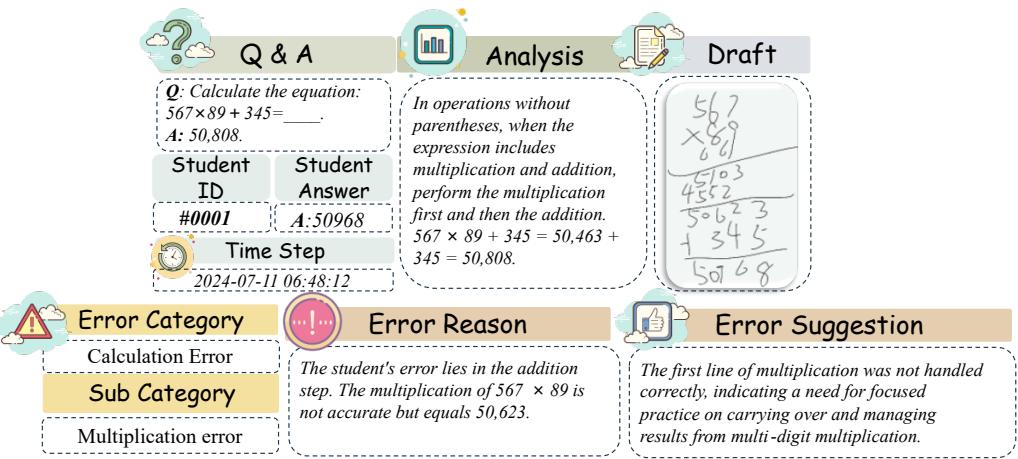 Q & A
Q: Calculate the equation:
567×89 + 345=____.
A: 50,808.
Student
ID
Student
Answer
#0001
A:50968
Time Step
2024-07-11 06:48:12
Analysis
In operations without
parentheses, when the
expression includes
multiplication and addition,
perform the multiplication
first and then the addition.
567 × 89 + 345 = 50,463 +
345 = 50,808.
Draft
567
×89
5103
4552
50623
+ 345
50768
Error Category
Calculation Error
Sub Category
Multiplication error
Error Reason
The student's error lies in the addition
step. The multiplication of 567 × 89 is
not accurate but equals 50,623.
Error Suggestion
The first line of multiplication was not handled
correctly, indicating a need for focused
practice on carrying over and managing
results from multi-digit multiplication.